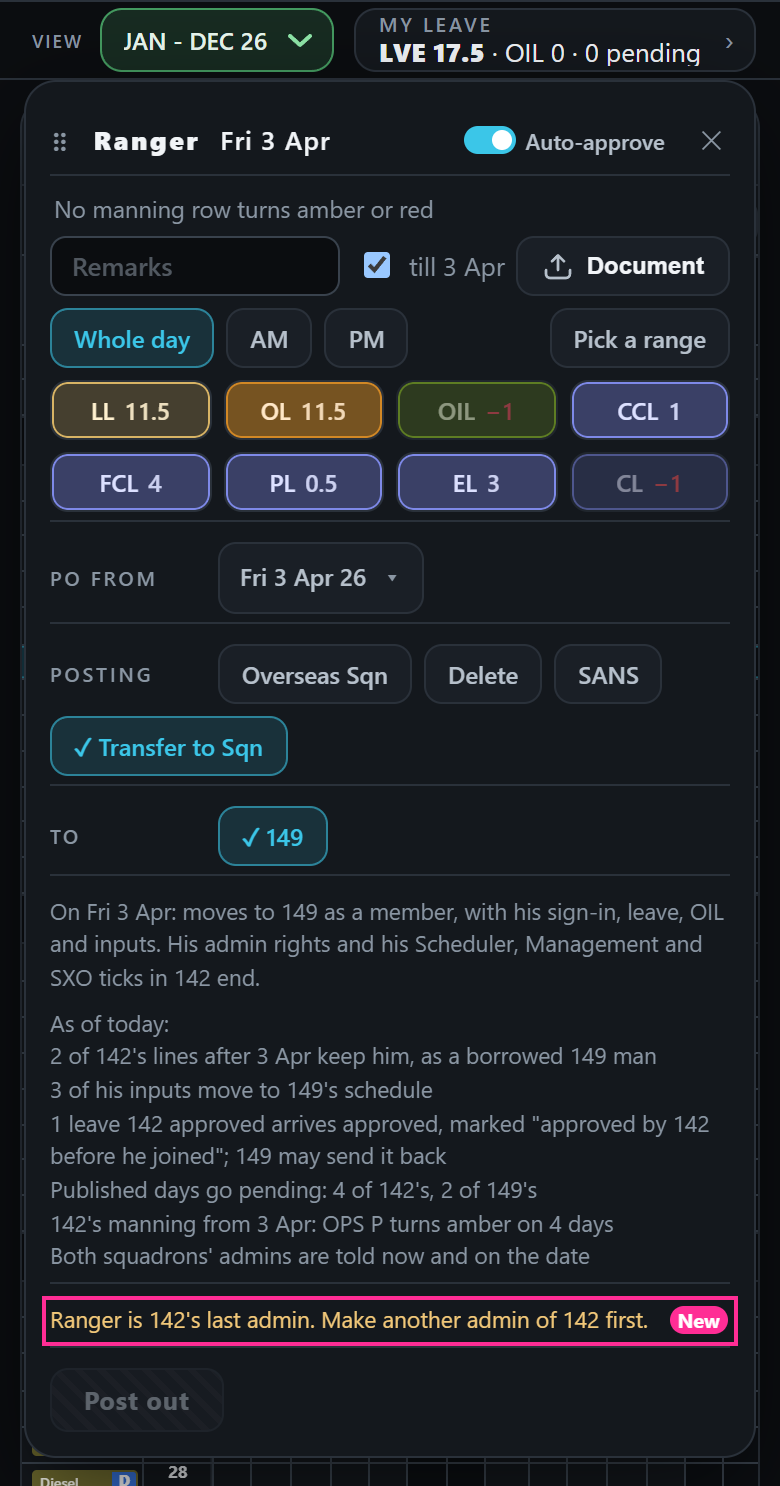 VIEW JAN - DEC 26
MY LEAVE
LVE 17.5 · OIL 0 · 0 pending ›
Ranger Fri 3 Apr Auto-approve
No manning row turns amber or red
Remarks till 3 Apr Document
Whole day AM PM Pick a range
LL 11.5 OL 11.5 OIL −1 CCL 1
FCL 4 PL 0.5 EL 3 CL −1
PO FROM Fri 3 Apr 26
POSTING Overseas Sqn Delete SANS
✓ Transfer to Sqn
TO ✓ 149
On Fri 3 Apr: moves to 149 as a member, with his sign-in, leave, OIL
and inputs. His admin rights and his Scheduler, Management and
SXO ticks in 142 end.
As of today:
2 of 142's lines after 3 Apr keep him, as a borrowed 149 man
3 of his inputs move to 149's schedule
1 leave 142 approved arrives approved, marked "approved by 142
before he joined"; 149 may send it back
Published days go pending: 4 of 142's, 2 of 149's
142's manning from 3 Apr: OPS P turns amber on 4 days
Both squadrons' admins are told now and on the date
Ranger is 142's last admin. Make another admin of 142 first. New
Post out
Diesel D 28